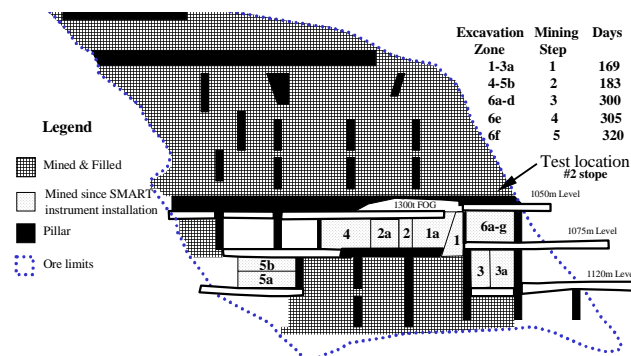 Excavation Mining Days
Zone Step
1-3a 1 169
4-5b 2 183
6a-d 3 300
6e 4 305
6f 5 320
Legend
Mined & Filled
Mined since SMART
instrument installation
Pillar
Ore limits
Test location
#2 stope
1050m Level
1300t FOG
1075m Level
4 2a 2 1a 1 6a-g
5b
5a
3 3a
1120m Level